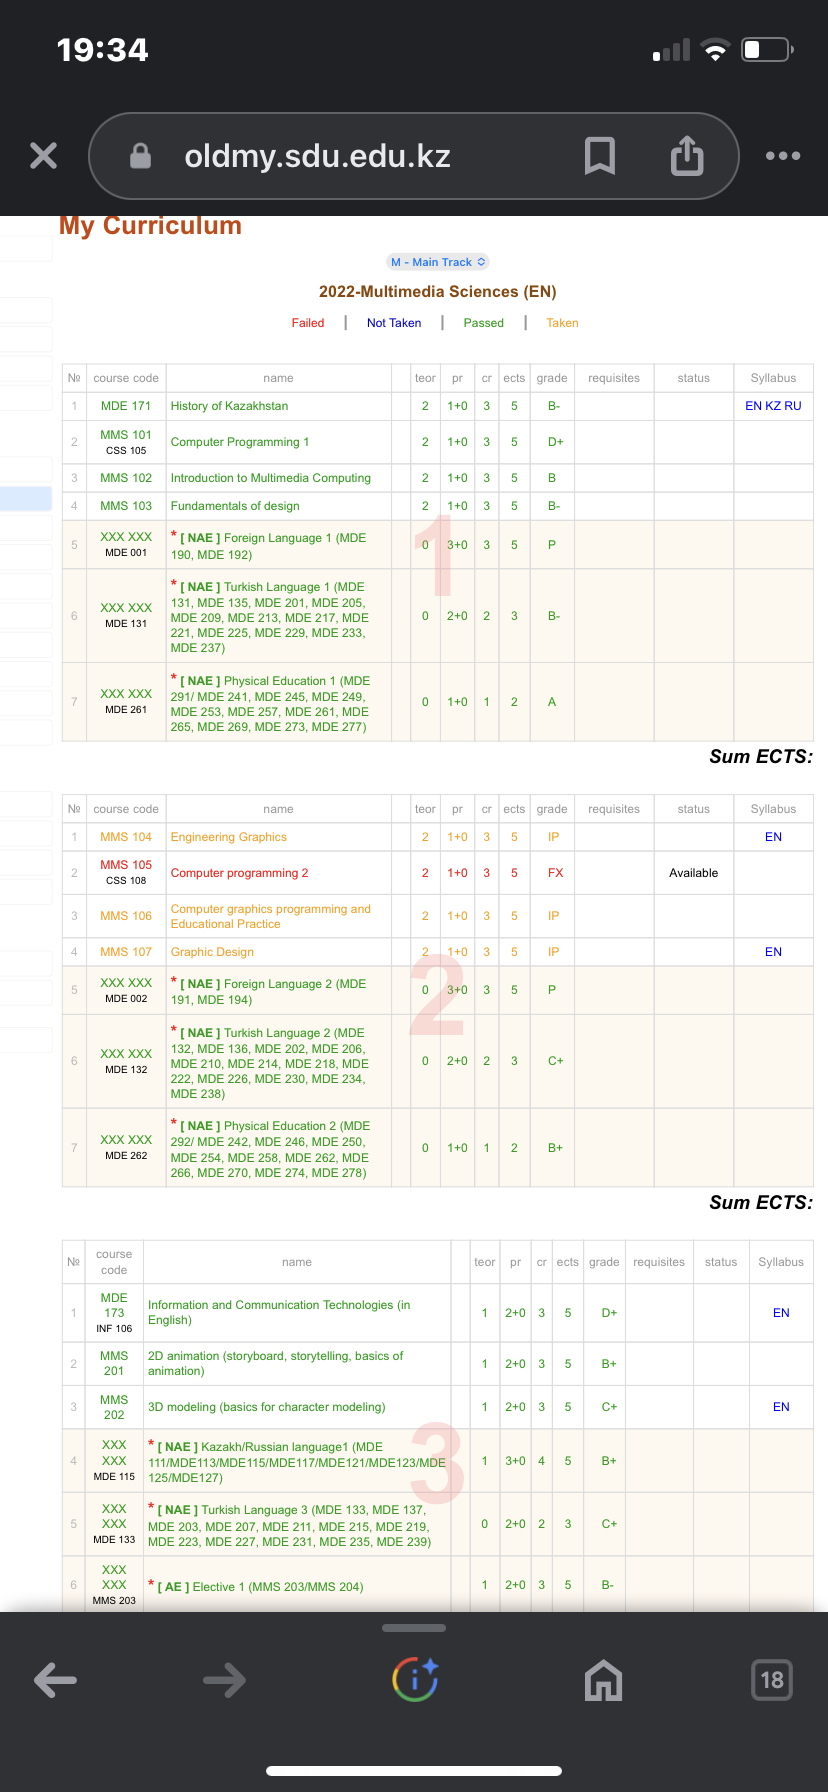 19:34
oldmy.sdu.edu.kz
My Curriculum
M - Main Track
2022-Multimedia Sciences (EN)
Failed | Not Taken | Passed | Taken
№ course code name teor pr cr ects grade requisites status Syllabus
1 MDE 171 History of Kazakhstan 2 1+0 3 5 B- EN KZ RU
2 MMS 101 CSS 105 Computer Programming 1 2 1+0 3 5 D+
3 MMS 102 Introduction to Multimedia Computing 2 1+0 3 5 B
4 MMS 103 Fundamentals of design 2 1+0 3 5 B-
1
5 XXX XXX MDE 001 * [ NAE ] Foreign Language 1 (MDE
190, MDE 192) 0 3+0 3 5 P
6 XXX XXX MDE 131 * [ NAE ] Turkish Language 1 (MDE
131, MDE 135, MDE 201, MDE 205,
MDE 209, MDE 213, MDE 217, MDE
221, MDE 225, MDE 229, MDE 233,
MDE 237) 0 2+0 2 3 B-
7 XXX XXX MDE 261 * [ NAE ] Physical Education 1 (MDE
291/ MDE 241, MDE 245, MDE 249,
MDE 253, MDE 257, MDE 261, MDE
265, MDE 269, MDE 273, MDE 277) 0 1+0 1 2 A
Sum ECTS:
№ course code name teor pr cr ects grade requisites status Syllabus
1 MMS 104 Engineering Graphics 2 1+0 3 5 IP EN
2 MMS 105 CSS 108 Computer programming 2 2 1+0 3 5 FX Available
3 MMS 106 Computer graphics programming and
Educational Practice 2 1+0 3 5 IP
4 MMS 107 Graphic Design 2 1+0 3 5 IP EN
2
5 XXX XXX MDE 002 * [ NAE ] Foreign Language 2 (MDE
191, MDE 194) 0 3+0 3 5 P
6 XXX XXX MDE 132 * [ NAE ] Turkish Language 2 (MDE
132, MDE 136, MDE 202, MDE 206,
MDE 210, MDE 214, MDE 218, MDE
222, MDE 226, MDE 230, MDE 234,
MDE 238) 0 2+0 2 3 C+
7 XXX XXX MDE 262 * [ NAE ] Physical Education 2 (MDE
292/ MDE 242, MDE 246, MDE 250,
MDE 254, MDE 258, MDE 262, MDE
266, MDE 270, MDE 274, MDE 278) 0 1+0 1 2 B+
Sum ECTS:
№ course code name teor pr cr ects grade requisites status Syllabus
1 MDE 173 INF 106 Information and Communication Technologies (in
English) 1 2+0 3 5 D+ EN
2 MMS 201 2D animation (storyboard, storytelling, basics of
animation) 1 2+0 3 5 B+
3 MMS 202 3D modeling (basics for character modeling) 1 2+0 3 5 C+ EN
3
4 XXX XXX MDE 115 * [ NAE ] Kazakh/Russian language1 (MDE
111/MDE113/MDE115/MDE117/MDE121/MDE123/MDE
125/MDE127) 1 3+0 4 5 B+
5 XXX XXX MDE 133 * [ NAE ] Turkish Language 3 (MDE 133, MDE 137,
MDE 203, MDE 207, MDE 211, MDE 215, MDE 219,
MDE 223, MDE 227, MDE 231, MDE 235, MDE 239) 0 2+0 2 3 C+
6 XXX XXX MMS 203 * [ AE ] Elective 1 (MMS 203/MMS 204) 1 2+0 3 5 B-
18